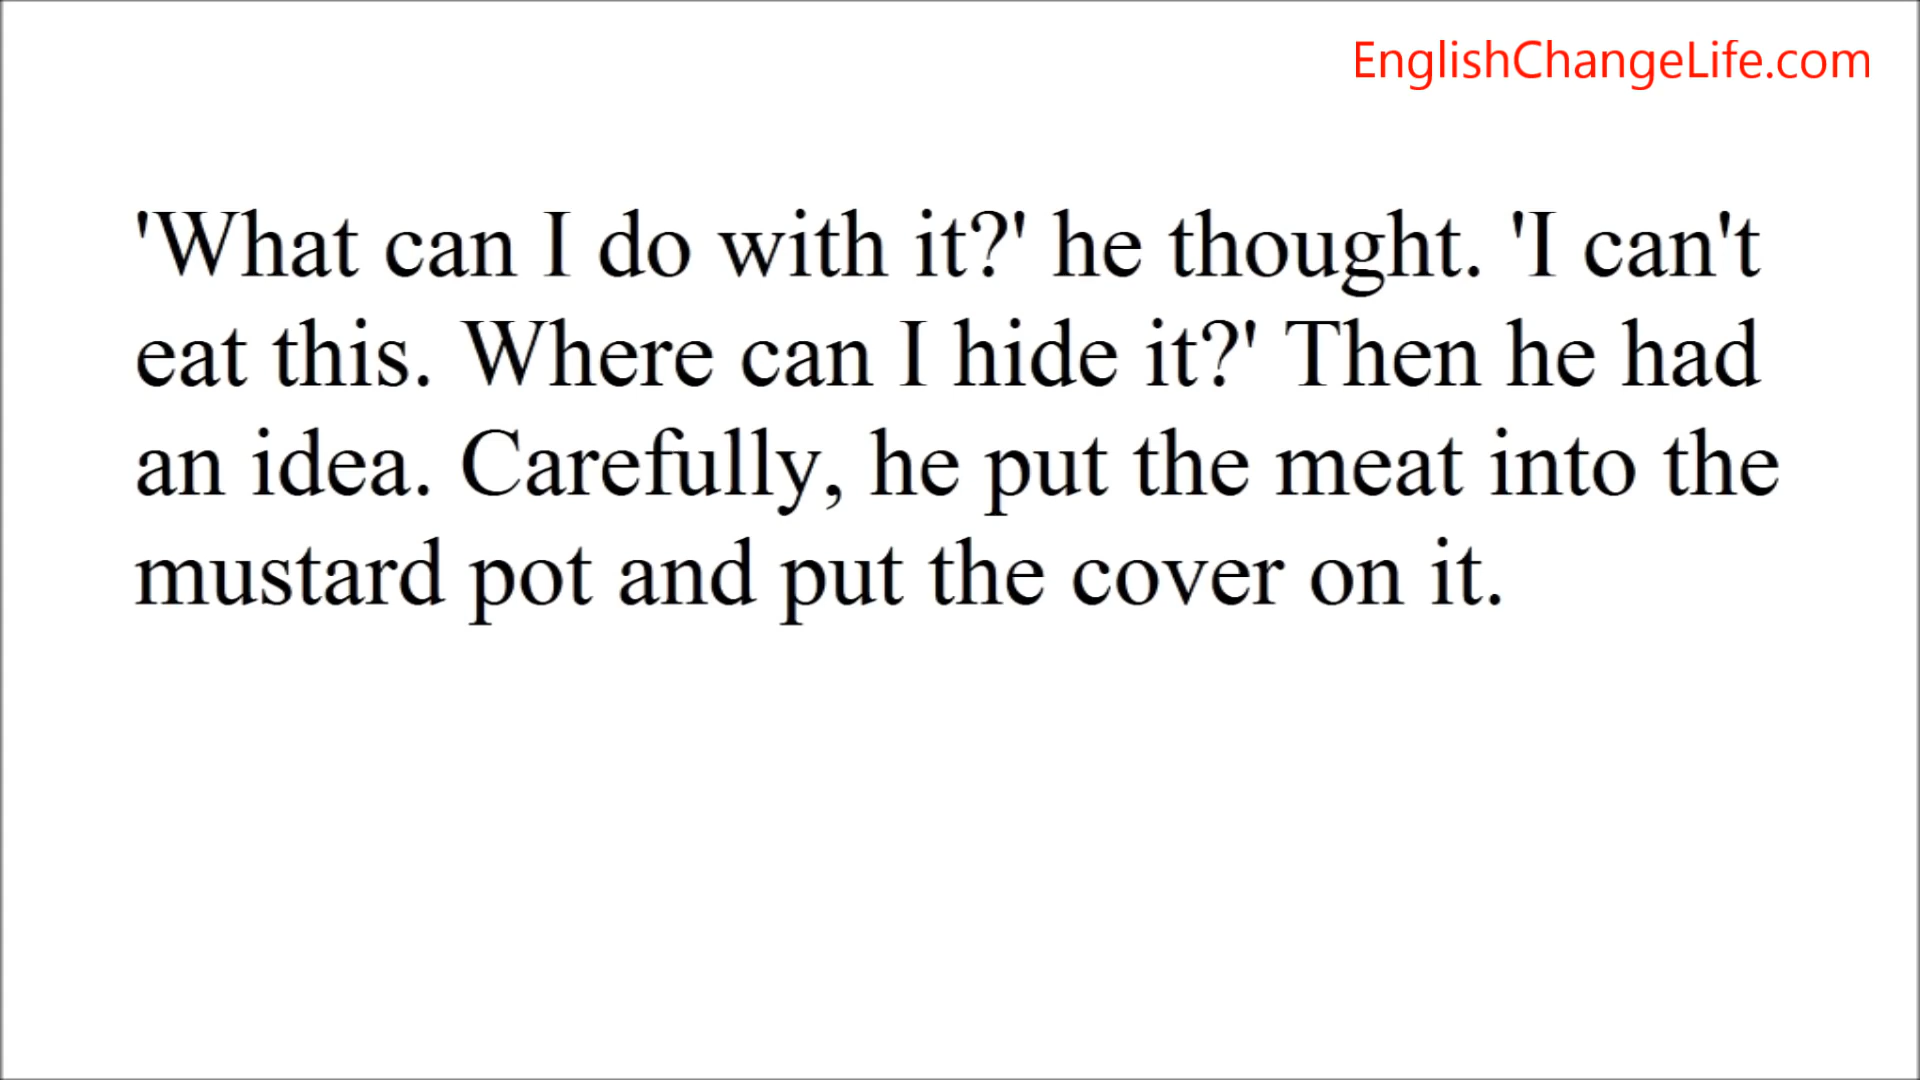 EnglishChangeLife.com
'What can I do with it?' he thought. 'I can't
eat this. Where can I hide it?' Then he had
an idea. Carefully, he put the meat into the
mustard pot and put the cover on it.